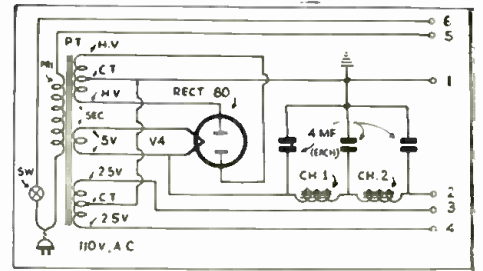 6
5
PT
H.V
PRI
CT
1
H.V
RECT 80
SEC
4 MF
(EACH)
5V
V4
SW
CH. 1
CH. 2
2.5V
2
3
CT
2.5V
4
110V, A C